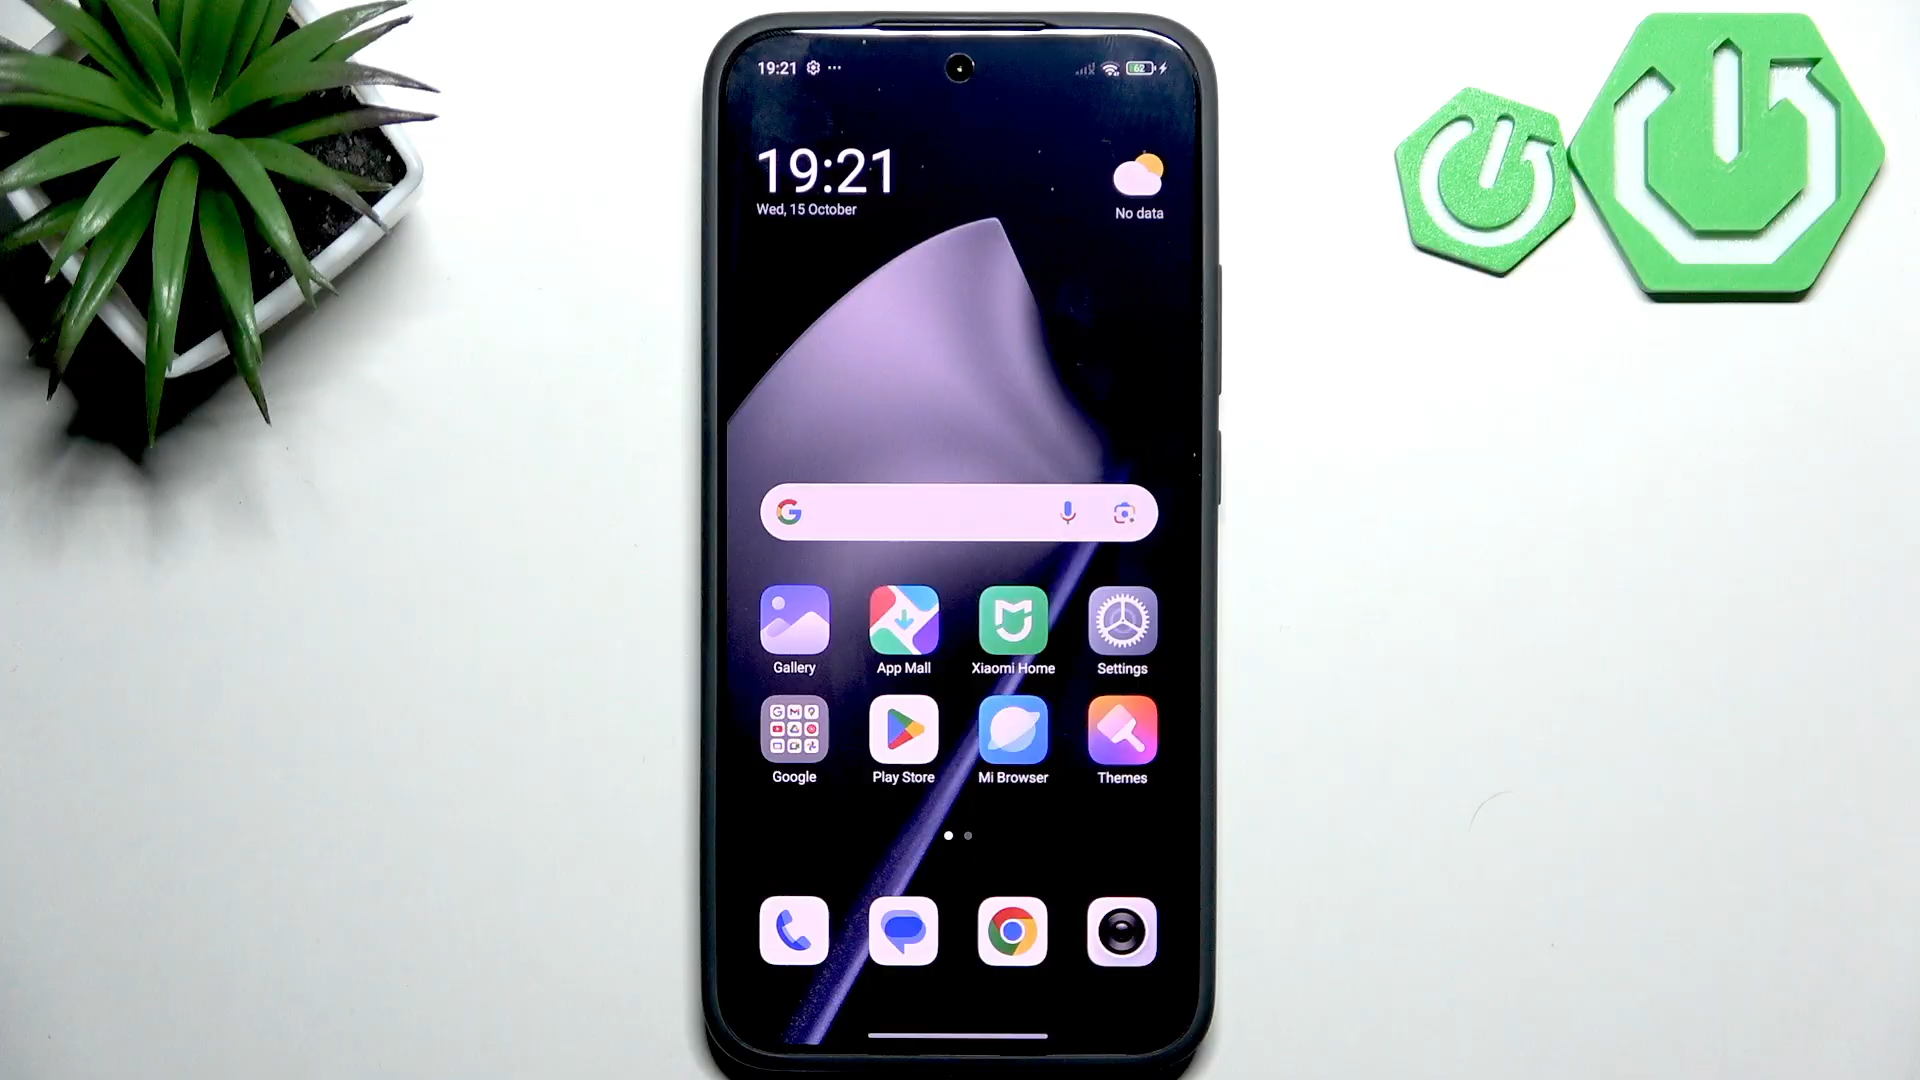 19:21
62
19:21
Wed, 15 October
No data
Gallery
App Mall
Xiaomi Home
Settings
Google
Play Store
Mi Browser
Themes